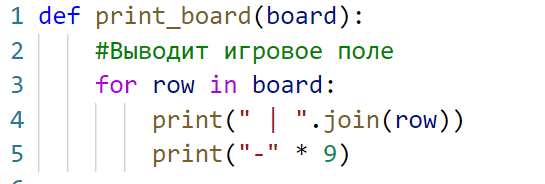 1 def print_board(board):
2     #Выводит игровое поле
3     for row in board:
4         print(" | ".join(row))
5         print("-" * 9)